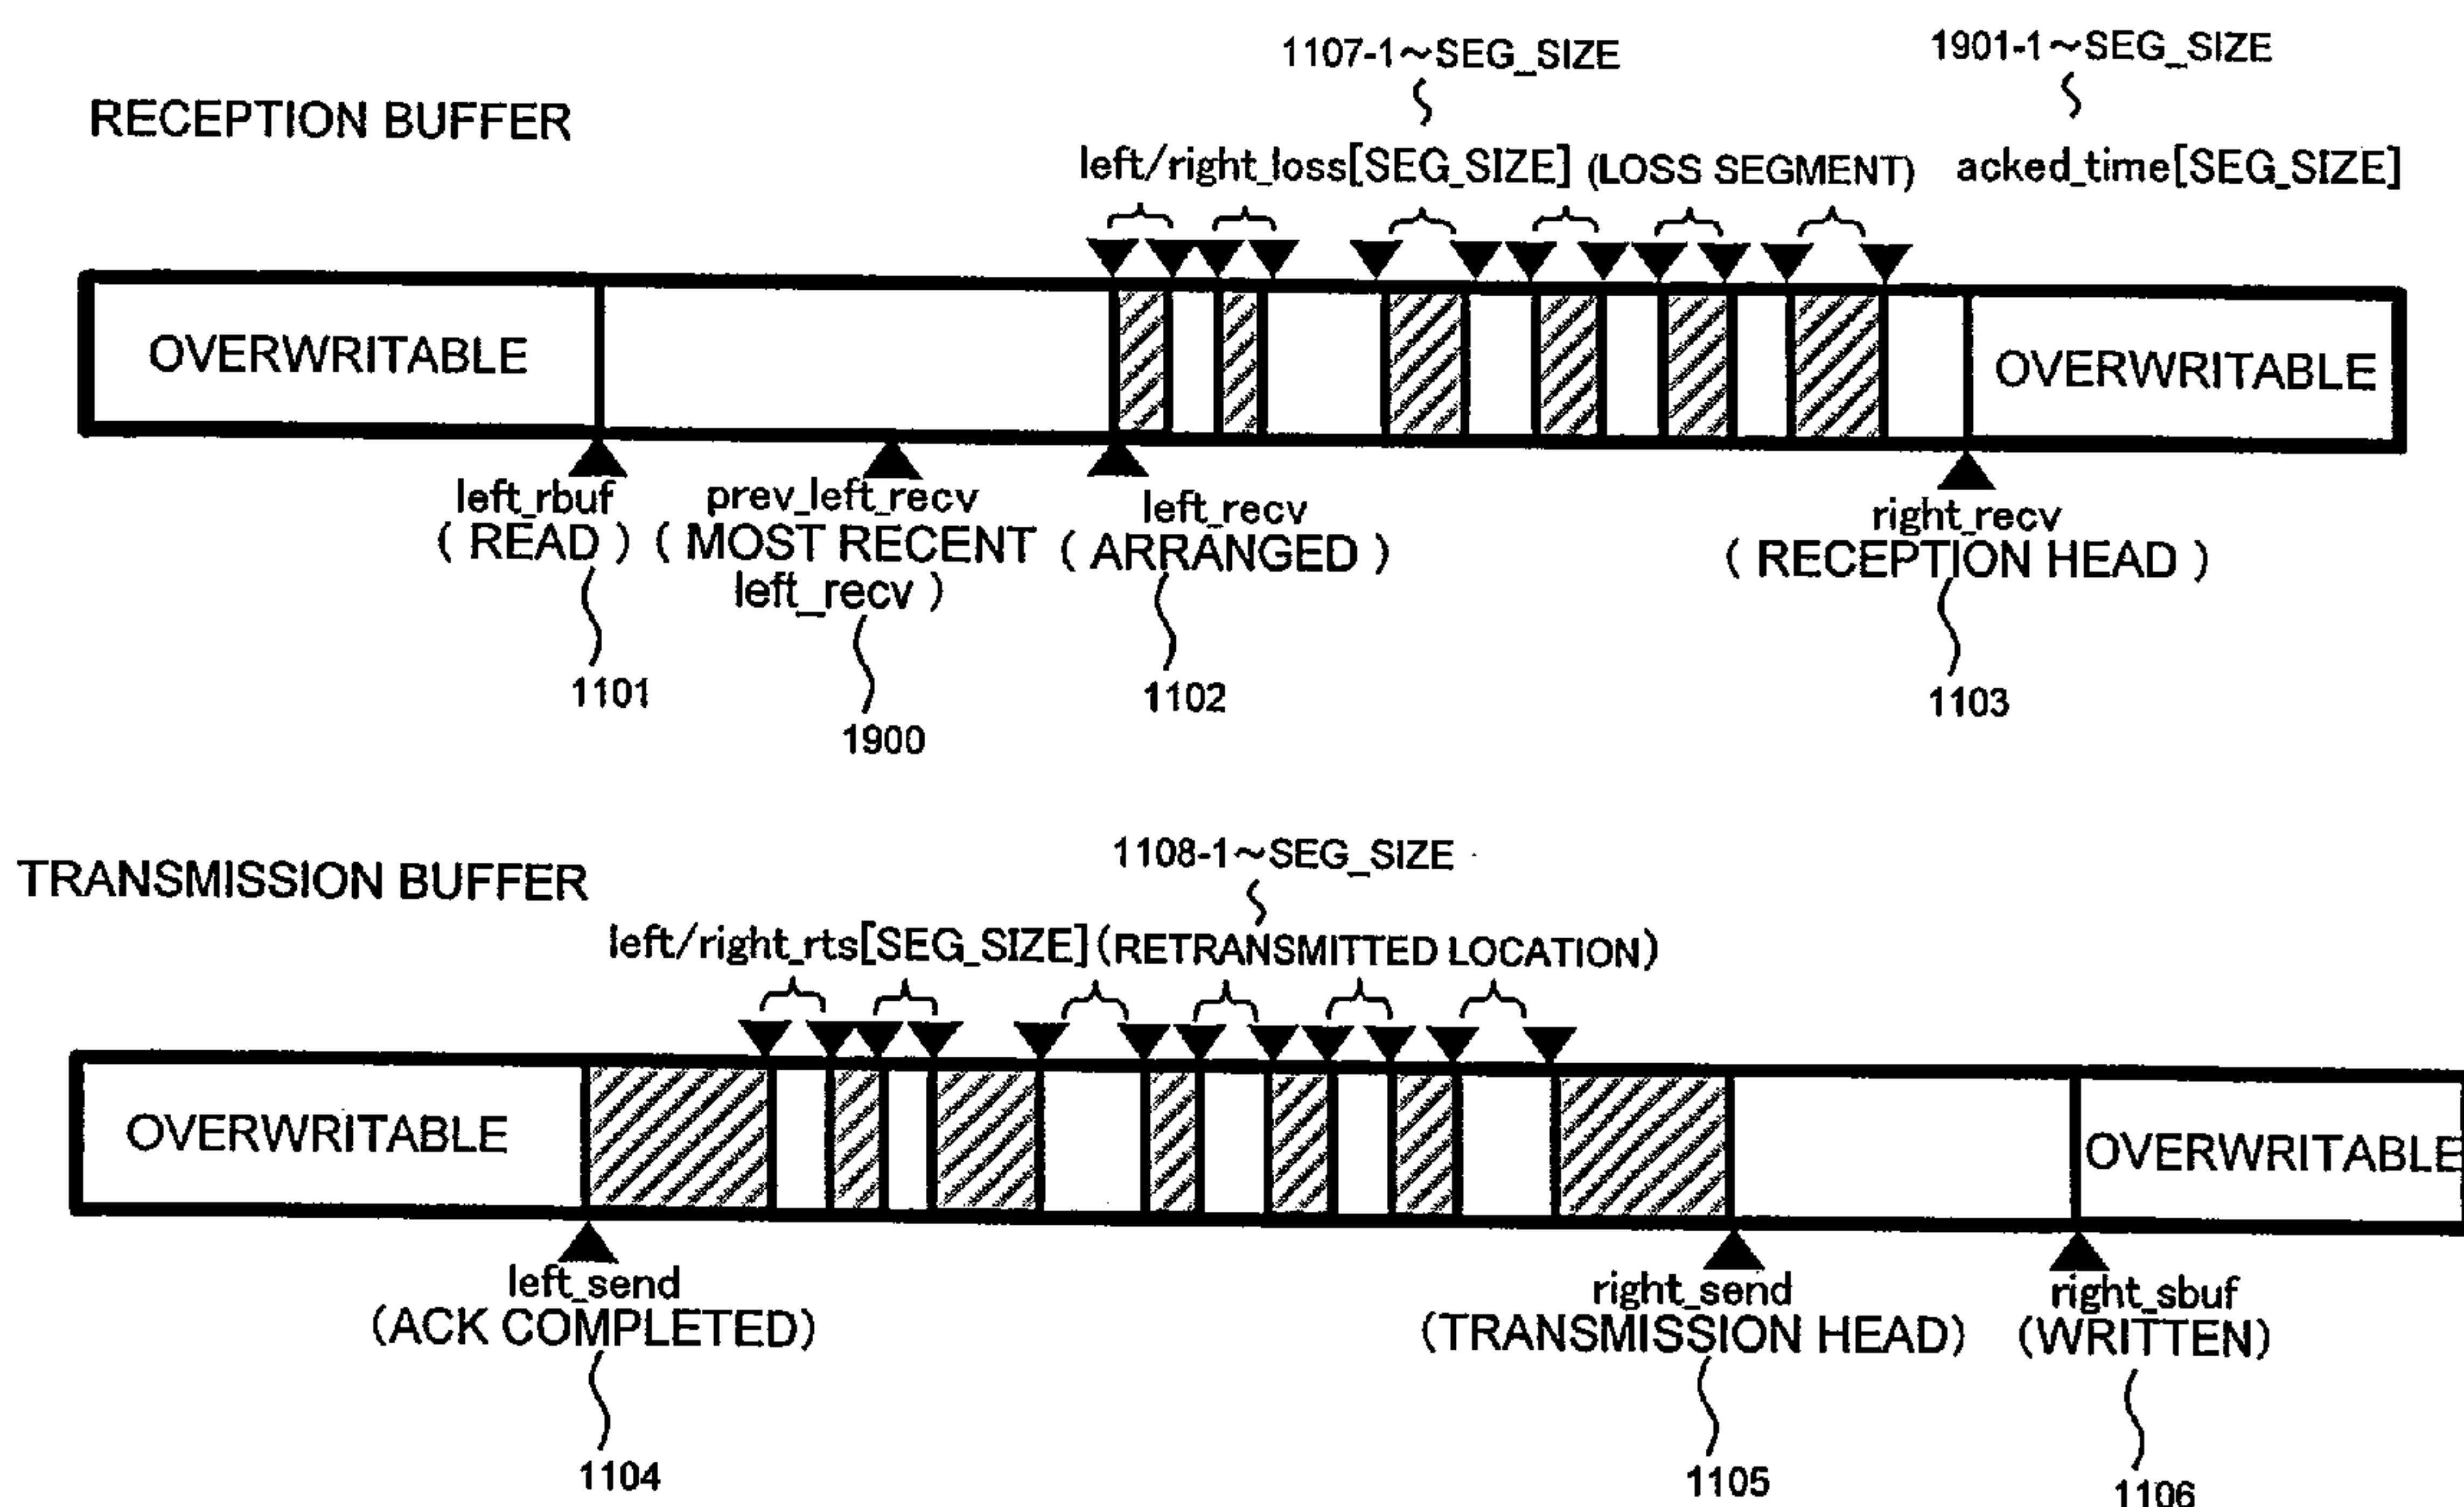 1107-1~SEG_SIZE
1901-1~SEG_SIZE
RECEPTION BUFFER
left/right_loss[SEG_SIZE] (LOSS SEGMENT)
acked_time[SEG_SIZE]
OVERWRITABLE
OVERWRITABLE
left_rbuf
( READ )
prev_left_recv
( MOST RECENT
left_recv )
left_recv
( ARRANGED )
right_recv
( RECEPTION HEAD )
1101
1900
1102
1103
1108-1~SEG_SIZE
TRANSMISSION BUFFER
left/right_rts[SEG_SIZE](RETRANSMITTED LOCATION)
OVERWRITABLE
OVERWRITABLE
left_send
(ACK COMPLETED)
right_send
(TRANSMISSION HEAD)
right_sbuf
(WRITTEN)
1104
1105
1106